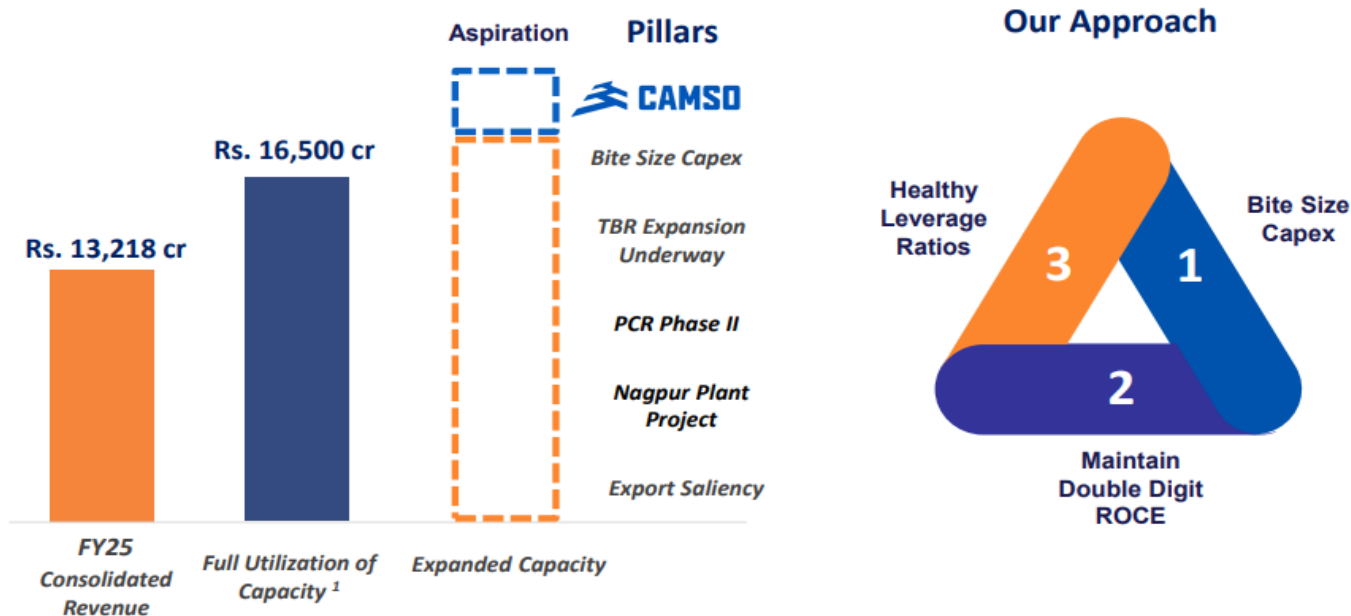 Aspiration
Pillars
CAMSO
Rs. 16,500 cr
Rs. 13,218 cr
Bite Size Capex
TBR Expansion
Underway
PCR Phase II
Nagpur Plant
Project
Export Saliency
FY25
Consolidated
Revenue
Full Utilization of
Capacity 1
Expanded Capacity
Our Approach
Healthy
Leverage
Ratios
3
1
Bite Size
Capex
2
Maintain
Double Digit
ROCE